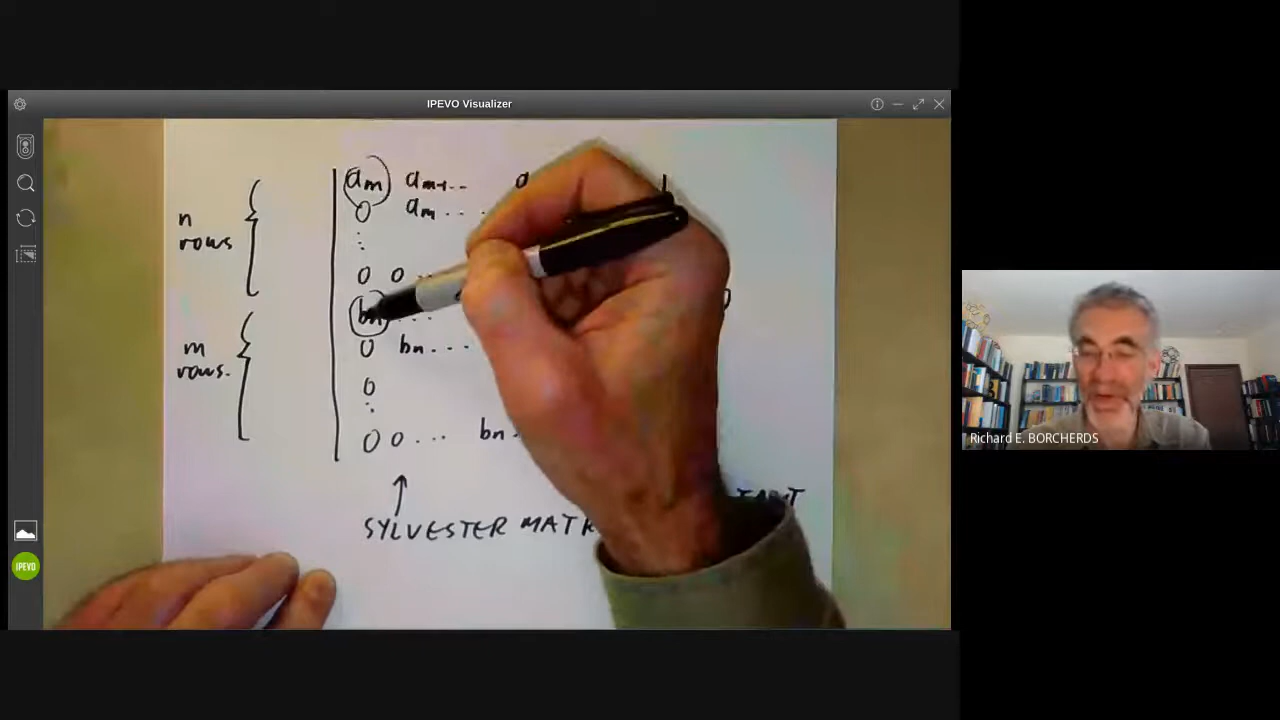 IPEVO Visualizer
am am-1.. a
n rows
0 am . . .
⋮
0 0 ..
bn . . .
m rows.
0 bn . . .
0
⋮
0 0 ... bn .
SYLVESTER MATR
IPEVO
Richard E. BORCHERDS